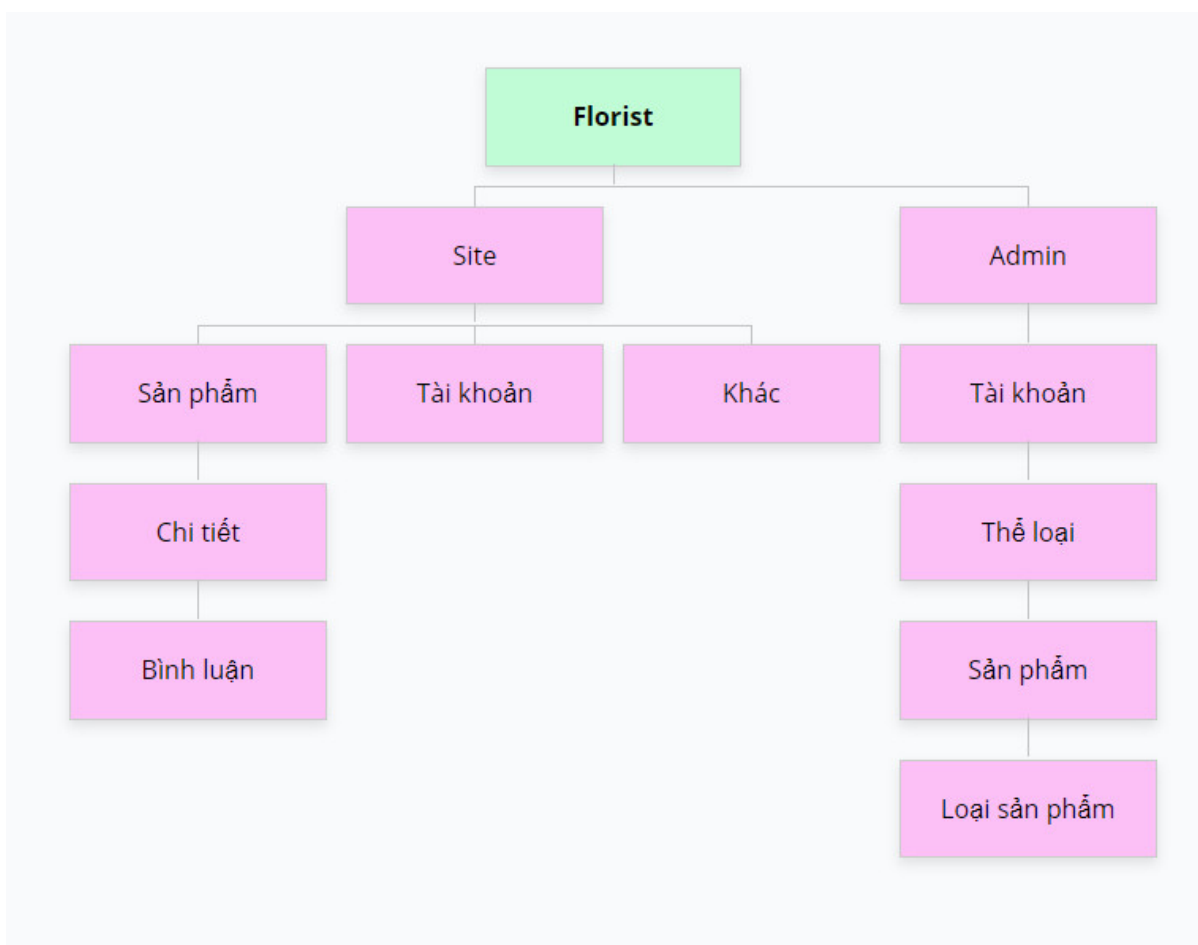 Florist
Site
Admin
Sản phẩm
Tài khoản
Khác
Tài khoản
Chi tiết
Thể loại
Bình luận
Sản phẩm
Loại sản phẩm